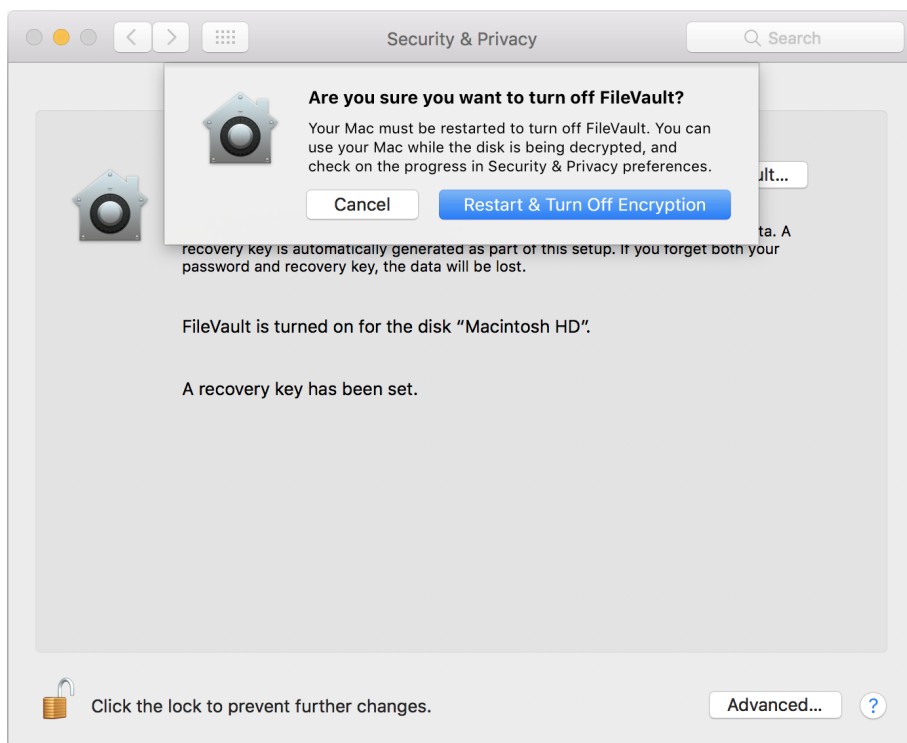 Security & Privacy
Search
Are you sure you want to turn off FileVault?
Your Mac must be restarted to turn off FileVault. You can
use your Mac while the disk is being decrypted, and
check on the progress in Security & Privacy preferences.
Cancel
Restart & Turn Off Encryption
ult...
ta. A
recovery key is automatically generated as part of this setup. If you forget both your
password and recovery key, the data will be lost.
FileVault is turned on for the disk “Macintosh HD”.
A recovery key has been set.
Click the lock to prevent further changes.
Advanced...
?